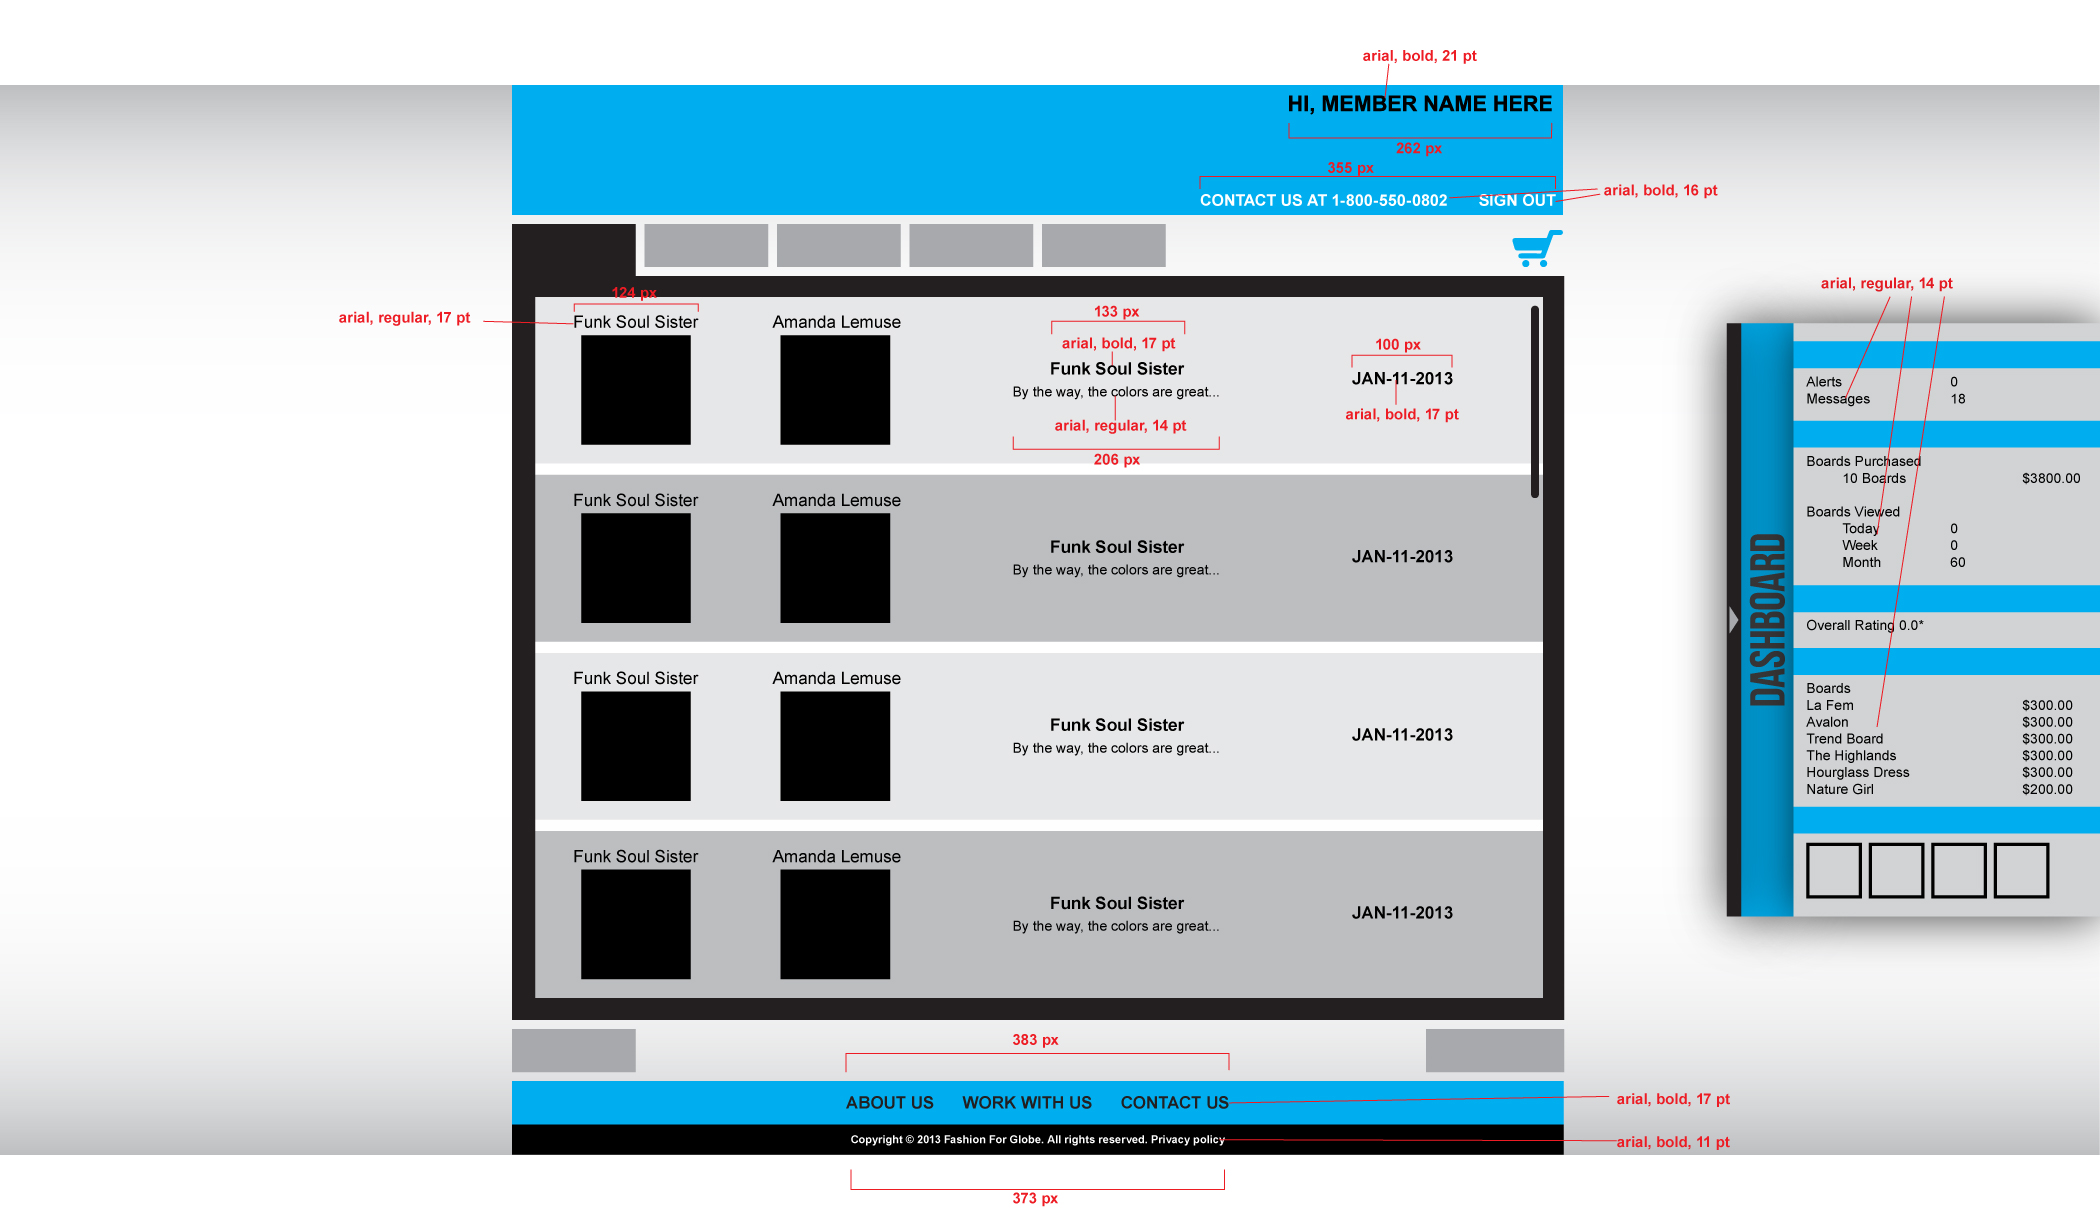 arial, bold, 21 pt
HI, MEMBER NAME HERE
262 px
355 px
CONTACT US AT 1-800-550-0802 SIGN OUT
arial, bold, 16 pt
124 px
arial, regular, 17 pt
Funk Soul Sister
Amanda Lemuse
133 px
arial, bold, 17 pt
Funk Soul Sister
By the way, the colors are great...
arial, regular, 14 pt
206 px
100 px
JAN-11-2013
arial, bold, 17 pt
Funk Soul Sister
Amanda Lemuse
Funk Soul Sister
By the way, the colors are great...
JAN-11-2013
Funk Soul Sister
Amanda Lemuse
Funk Soul Sister
By the way, the colors are great...
JAN-11-2013
Funk Soul Sister
Amanda Lemuse
Funk Soul Sister
By the way, the colors are great...
JAN-11-2013
arial, regular, 14 pt
DASHBOARD
Alerts 0
Messages 18
Boards Purchased
10 Boards $3800.00
Boards Viewed
Today 0
Week 0
Month 60
Overall Rating 0.0*
Boards
La Fem $300.00
Avalon $300.00
Trend Board $300.00
The Highlands $300.00
Hourglass Dress $300.00
Nature Girl $200.00
383 px
ABOUT US WORK WITH US CONTACT US
arial, bold, 17 pt
Copyright © 2013 Fashion For Globe. All rights reserved. Privacy policy
arial, bold, 11 pt
373 px